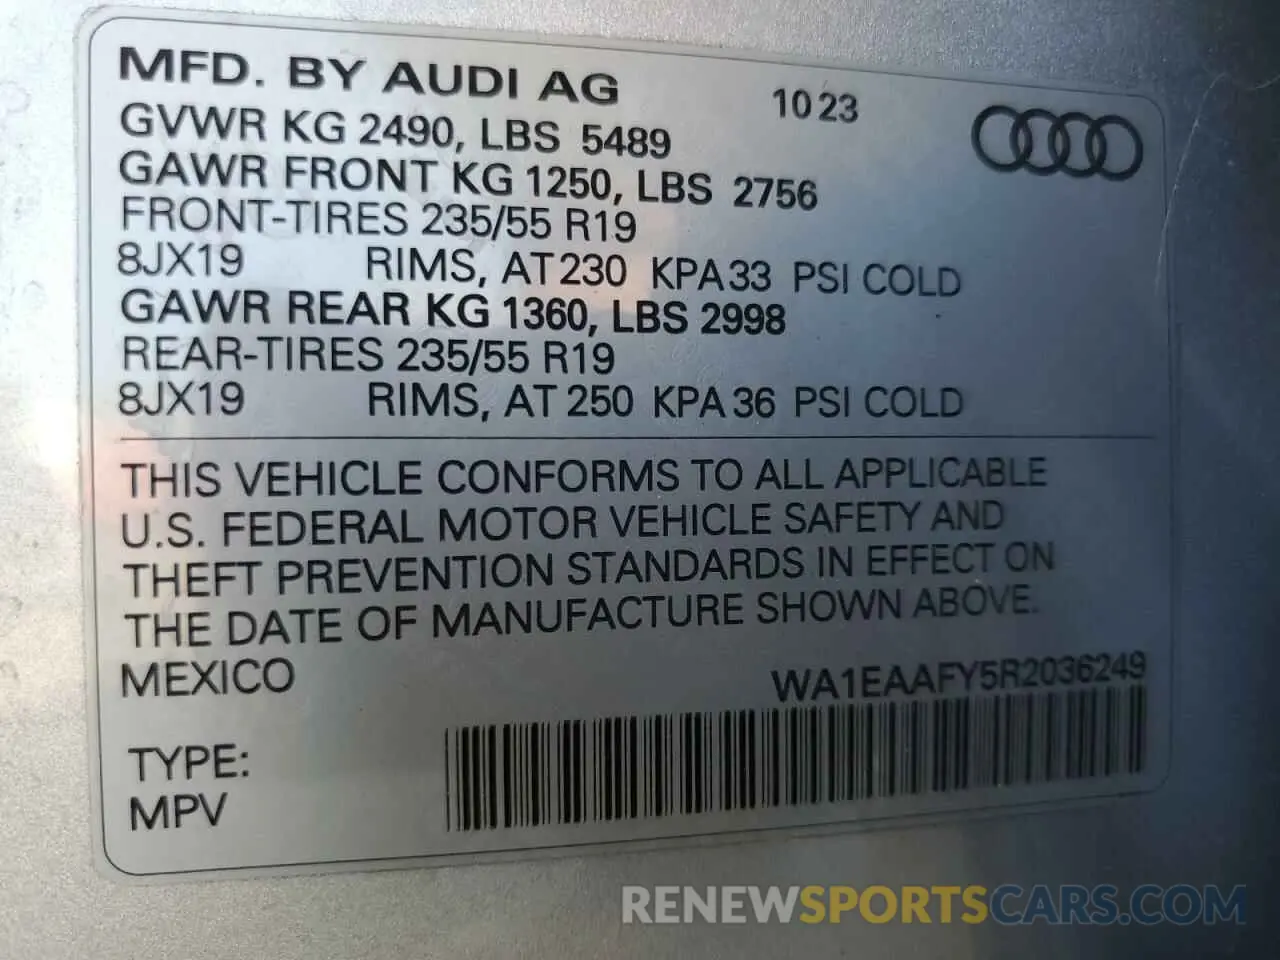 MFD. BY AUDI AG 10 23
GVWR KG 2490, LBS 5489
GAWR FRONT KG 1250, LBS 2756
FRONT-TIRES 235/55 R19
8JX19 RIMS, AT 230 KPA 33 PSI COLD
GAWR REAR KG 1360, LBS 2998
REAR-TIRES 235/55 R19
8JX19 RIMS, AT 250 KPA 36 PSI COLD
THIS VEHICLE CONFORMS TO ALL APPLICABLE
U.S. FEDERAL MOTOR VEHICLE SAFETY AND
THEFT PREVENTION STANDARDS IN EFFECT ON
THE DATE OF MANUFACTURE SHOWN ABOVE.
MEXICO WA1EAAFY5R2036249
TYPE:
MPV
RENEWSPORTSCARS.COM